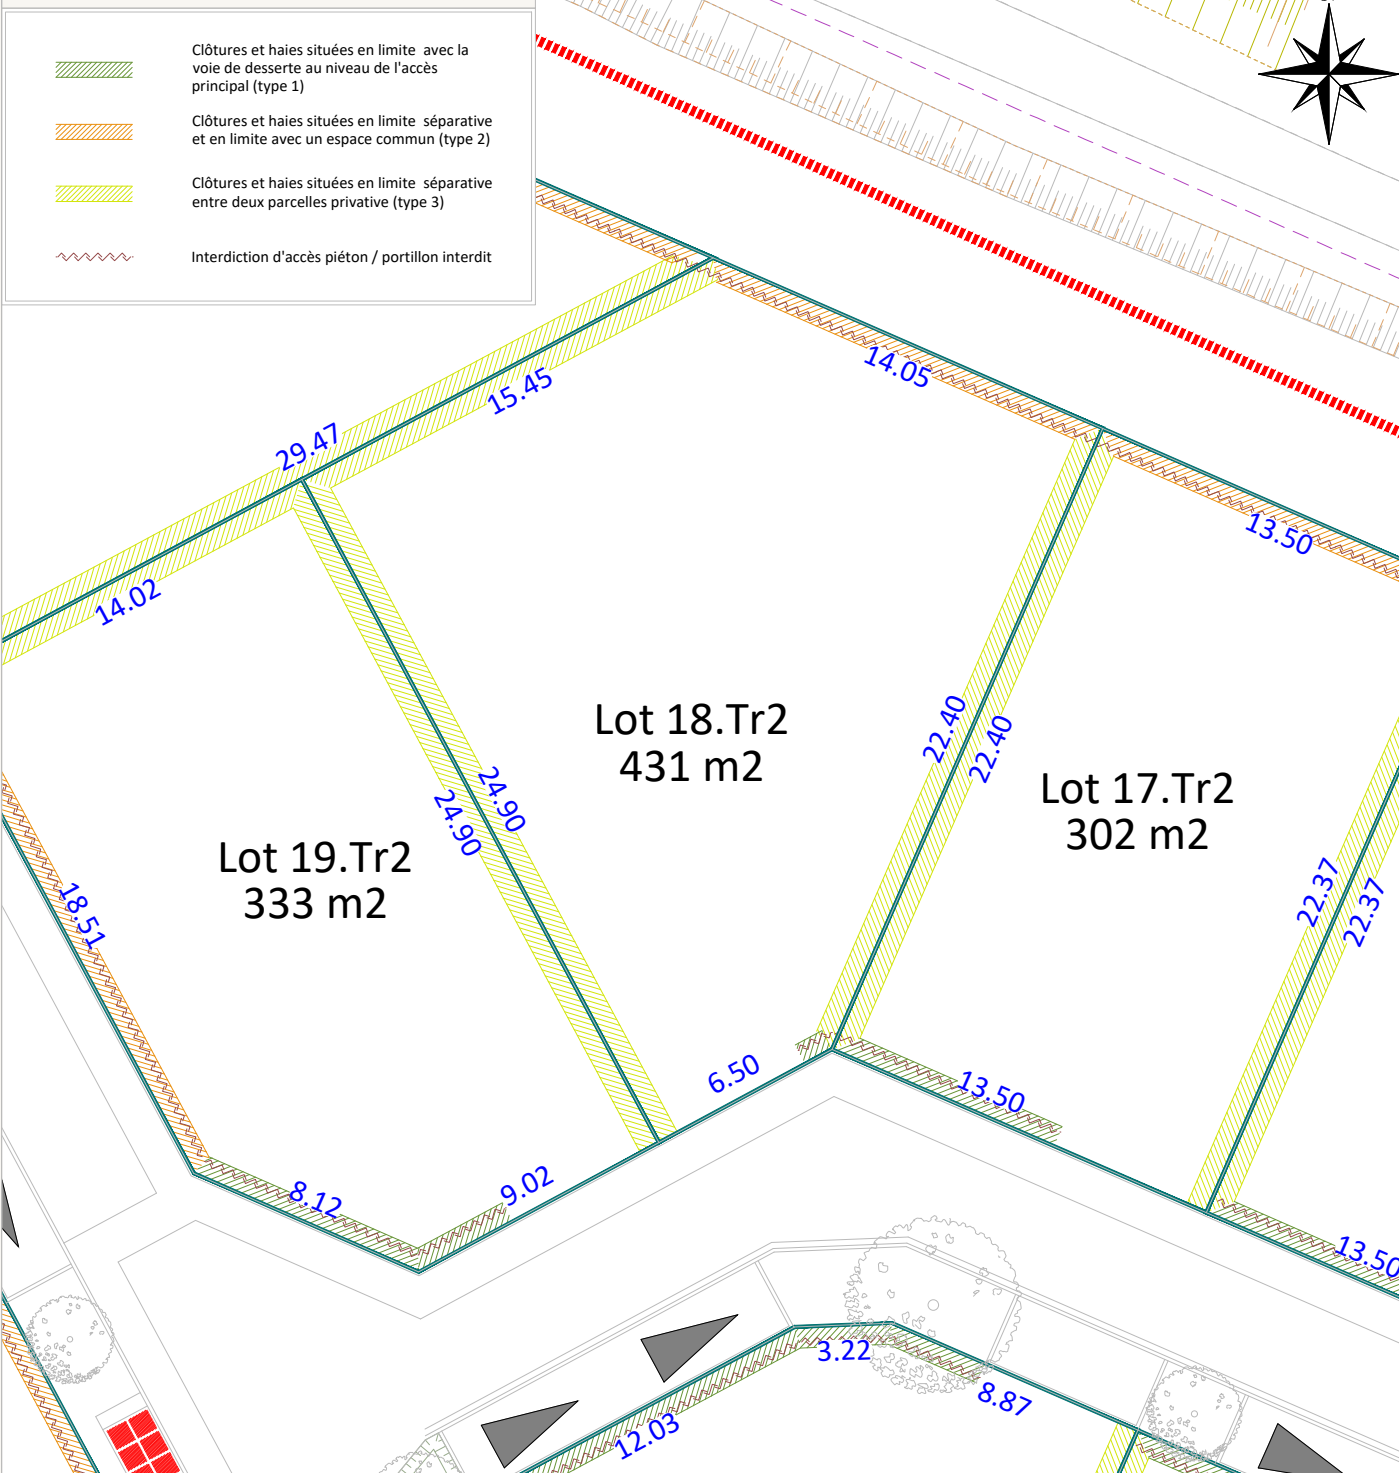 Clôtures et haies situées en limite avec la
voie de desserte au niveau de l'accès
principal (type 1)
Clôtures et haies situées en limite séparative
et en limite avec un espace commun (type 2)
Clôtures et haies situées en limite séparative
entre deux parcelles privative (type 3)
Interdiction d'accès piéton / portillon interdit
14.05
15.45
29.47
13.50
14.02
Lot 18.Tr2
431 m2
22.40
22.40
Lot 17.Tr2
302 m2
24.90
24.90
Lot 19.Tr2
333 m2
18.51
22.37
22.37
6.50
13.50
9.02
8.12
13.50
3.22
8.87
12.03